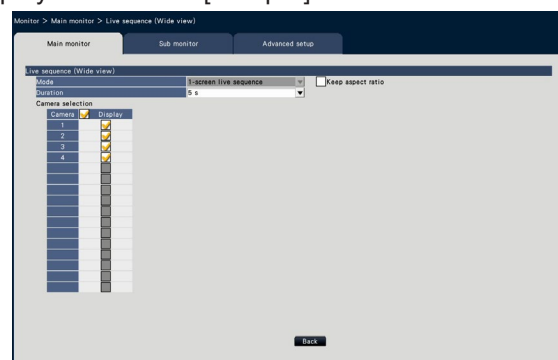 Monitor > Main monitor > Live sequence (Wide view)
Main monitor Sub monitor Advanced setup
Live sequence (Wide view)
Mode 1-screen live sequence Keep aspect ratio
Duration 5 s
Camera selection
Camera Display
1
2
3
4
Back